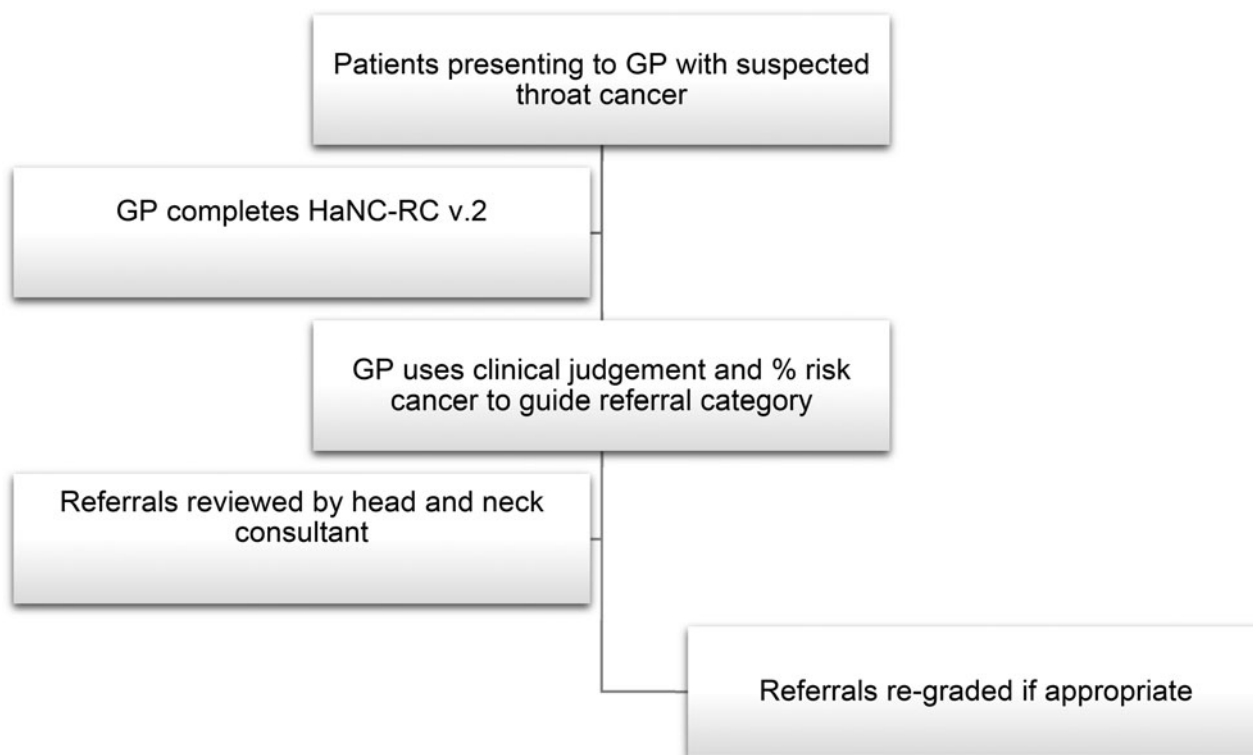 Patients presenting to GP with suspected
throat cancer
GP completes HaNC-RC v.2
GP uses clinical judgement and % risk
cancer to guide referral category
Referrals reviewed by head and neck
consultant
Referrals re-graded if appropriate